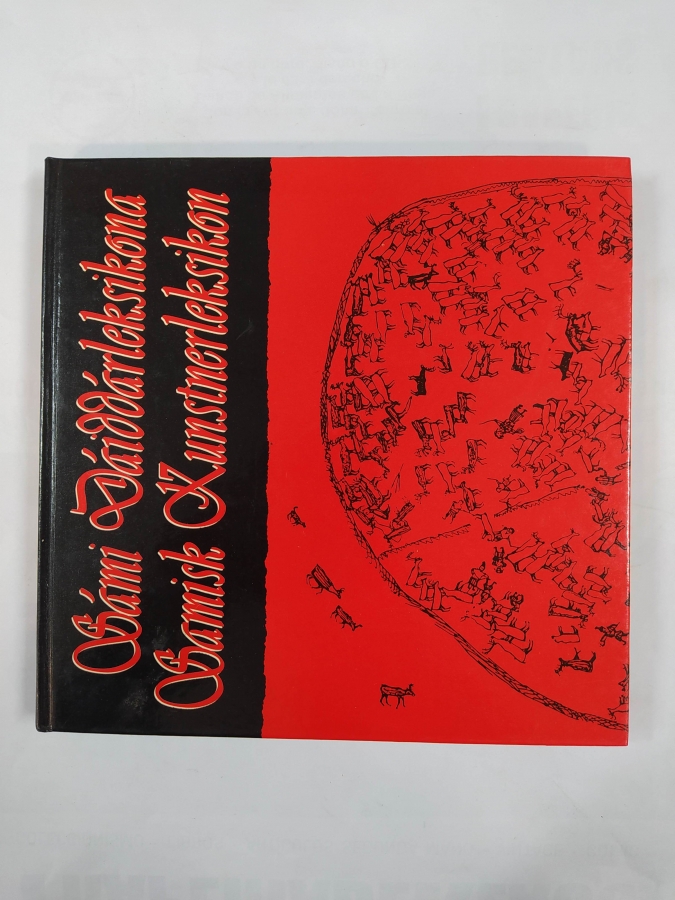 Sámi Dáiddárleksikona
Samisk Kunstnerleksikon